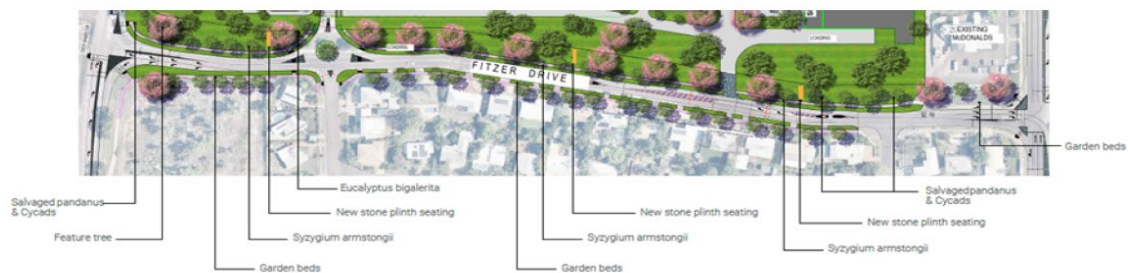 LOADING
FITZER DRIVE
LOADING
EXISTING
McDONALDS
Garden beds
Eucalyptus bigalerita
Salvaged pandanus
& Cycads
New stone plinth seating
Feature tree
Syzygium armstongii
Garden beds
New stone plinth seating
Syzygium armstongii
Garden beds
Salvagedpandanus
& Cycads
New stone plinth seating
Syzygium armstongii